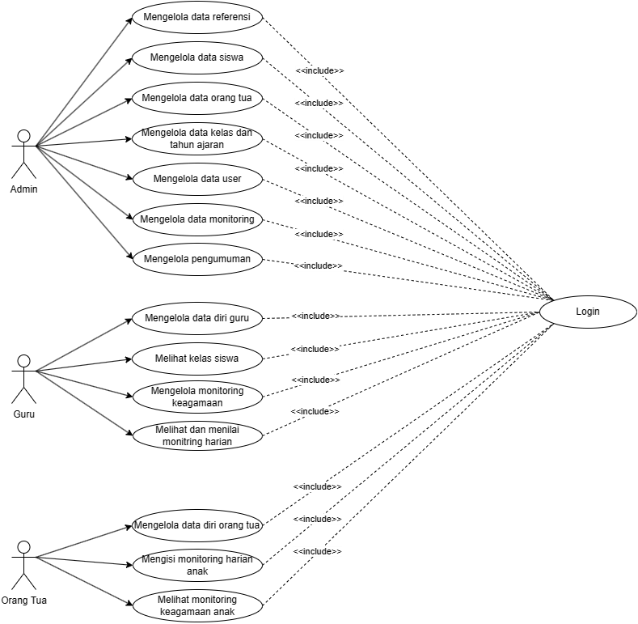 Mengelola data referensi
Mengelola data siswa
<<include>>
Mengelola data orang tua
<<include>>
Mengelola data kelas dan
tahun ajaran
<<include>>
Admin
Mengelola data user
<<include>>
Mengelola data monitoring
<<include>>
Mengelola pengumuman
<<include>>
<<include>>
Login
Mengelola data diri guru
<<include>>
Melihat kelas siswa
<<include>>
Guru
Mengelola monitoring
keagamaan
<<include>>
Melihat dan menilai
monitring harian
<<include>>
<<include>>
Mengelola data diri orang tua
<<include>>
Mengisi monitoring harian
anak
<<include>>
Orang Tua
Melihat monitoring
keagamaan anak